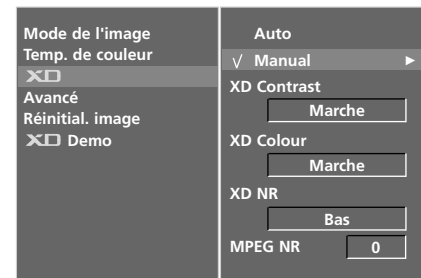 Mode de l'image
Temp. de couleur
XD
Avancé
Réinitial. image
XD Demo
Auto
√ Manual ►
XD Contrast
Marche
XD Colour
Marche
XD NR
Bas
MPEG NR 0